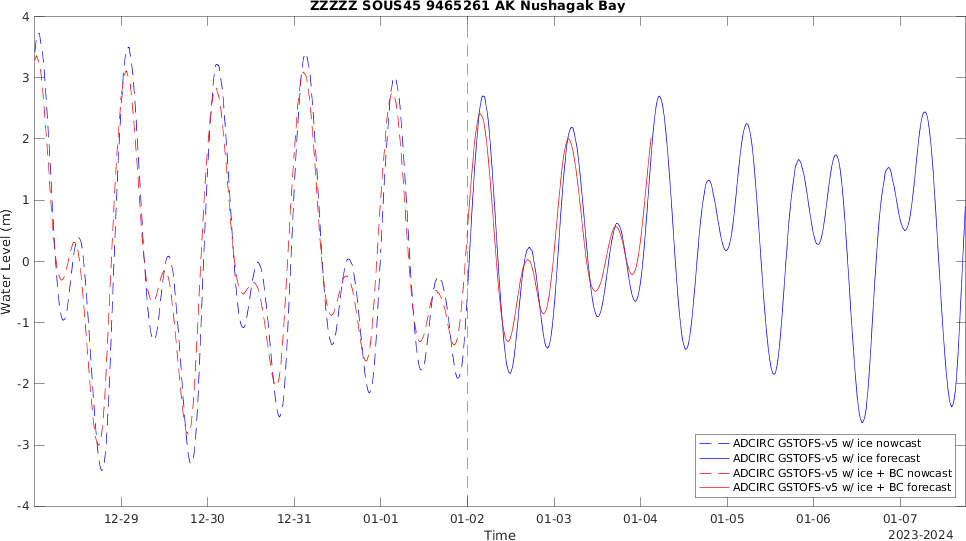 ZZZZZ SOUS45 9465261 AK Nushagak Bay
4
3
2
1
0
-1
-2
-3
-4
Water Level (m)
ADCIRC GSTOFS-v5 w/ ice nowcast
ADCIRC GSTOFS-v5 w/ ice forecast
ADCIRC GSTOFS-v5 w/ ice + BC nowcast
ADCIRC GSTOFS-v5 w/ ice + BC forecast
12-29 12-30 12-31 01-01 01-02 01-03 01-04 01-05 01-06 01-07
Time
2023-2024